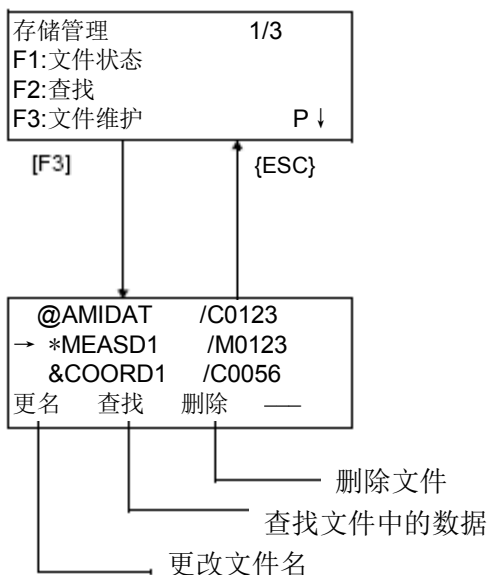 存储管理 1/3
F1:文件状态
F2:查找
F3:文件维护 P↓
[F3] {ESC}
@AMIDAT /C0123
→ *MEASD1 /M0123
&COORD1 /C0056
更名 查找 删除 ——
删除文件
查找文件中的数据
更改文件名